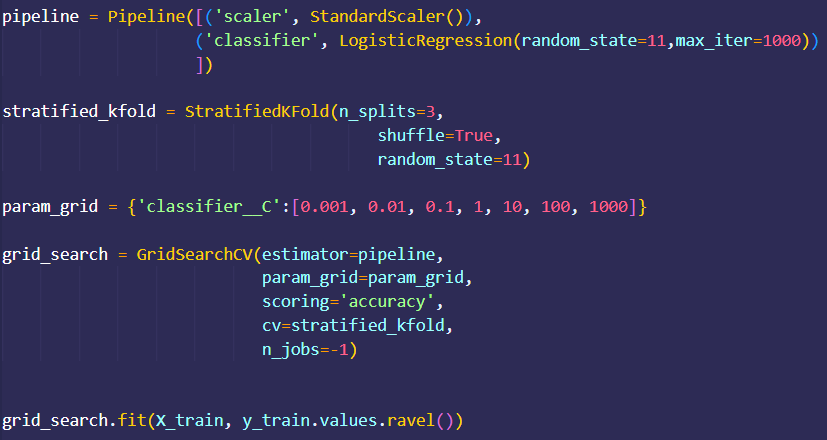 pipeline = Pipeline([('scaler', StandardScaler()),
('classifier', LogisticRegression(random_state=11,max_iter=1000))
])
stratified_kfold = StratifiedKFold(n_splits=3,
shuffle=True,
random_state=11)
param_grid = {'classifier__C':[0.001, 0.01, 0.1, 1, 10, 100, 1000]}
grid_search = GridSearchCV(estimator=pipeline,
param_grid=param_grid,
scoring='accuracy',
cv=stratified_kfold,
n_jobs=-1)
grid_search.fit(X_train, y_train.values.ravel())